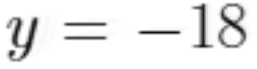 y = −18